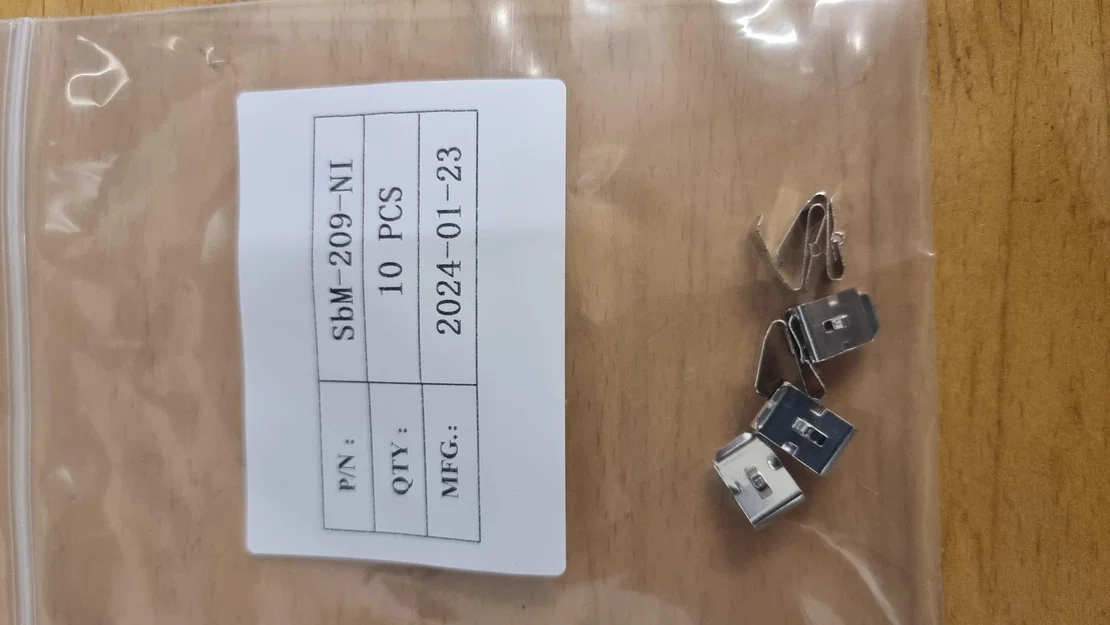 P/N : SbM-209-NI
QTY : 10 PCS
MFG.: 2024-01-23